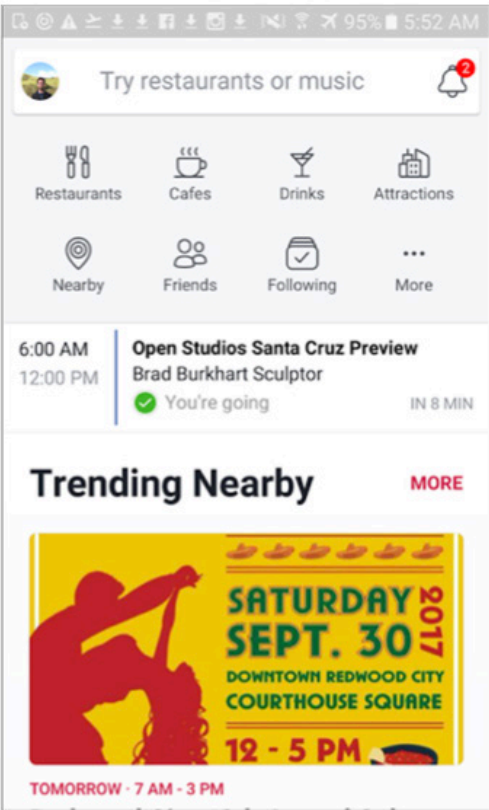 95% 5:52 AM
Try restaurants or music
2
Restaurants Cafes Drinks Attractions
Nearby Friends Following More
6:00 AM Open Studios Santa Cruz Preview
12:00 PM Brad Burkhart Sculptor
You're going IN 8 MIN
Trending Nearby MORE
SATURDAY
SEPT. 30
2017
DOWNTOWN REDWOOD CITY
COURTHOUSE SQUARE
12 - 5 PM
TOMORROW · 7 AM - 3 PM